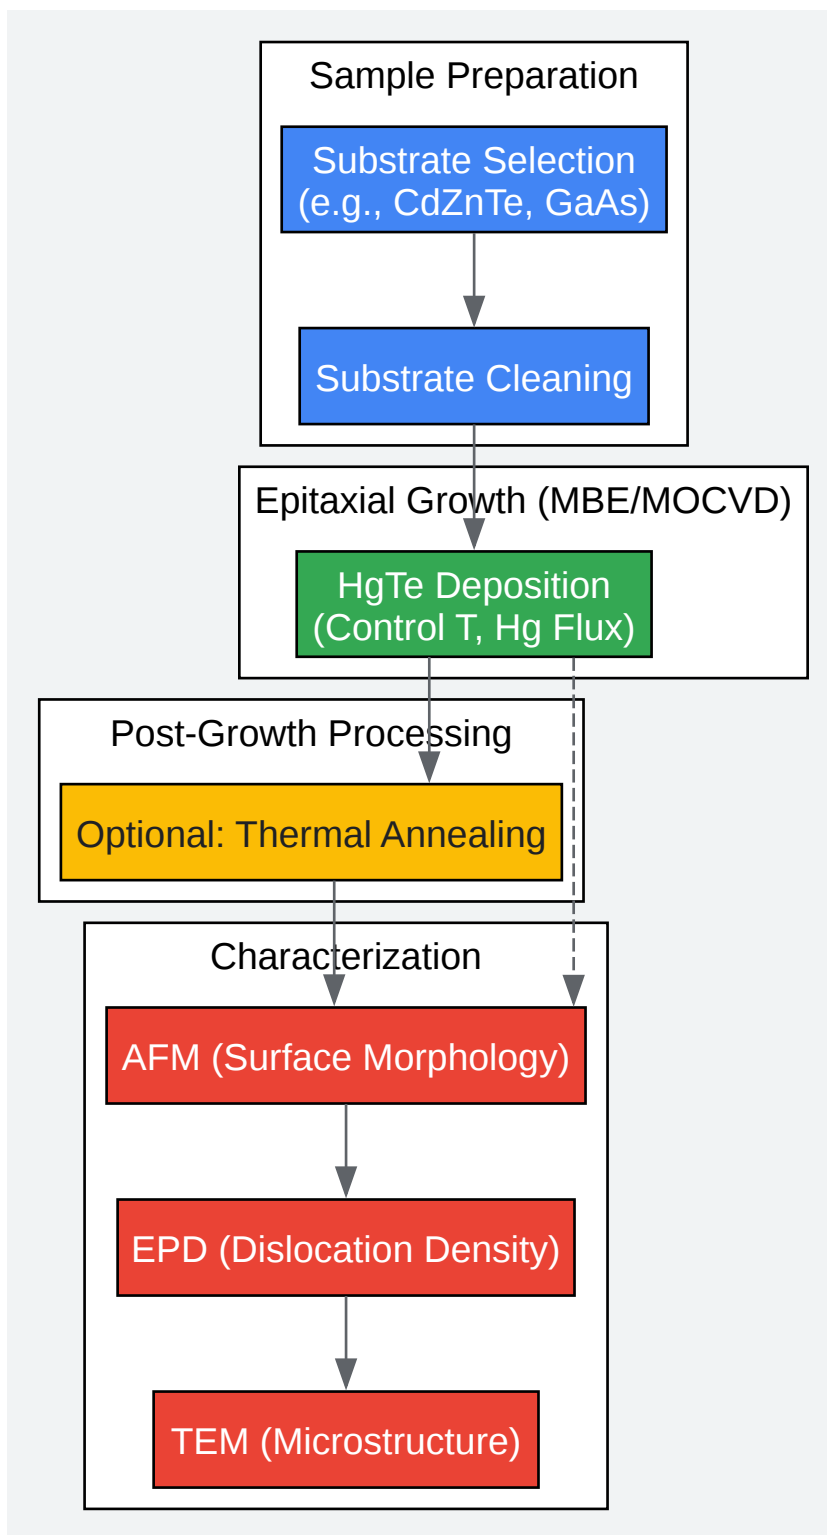 Sample Preparation
Substrate Selection
(e.g., CdZnTe, GaAs)
Substrate Cleaning
Epitaxial Growth (MBE/MOCVD)
HgTe Deposition
(Control T, Hg Flux)
Post-Growth Processing
Optional: Thermal Annealing
Characterization
AFM (Surface Morphology)
EPD (Dislocation Density)
TEM (Microstructure)